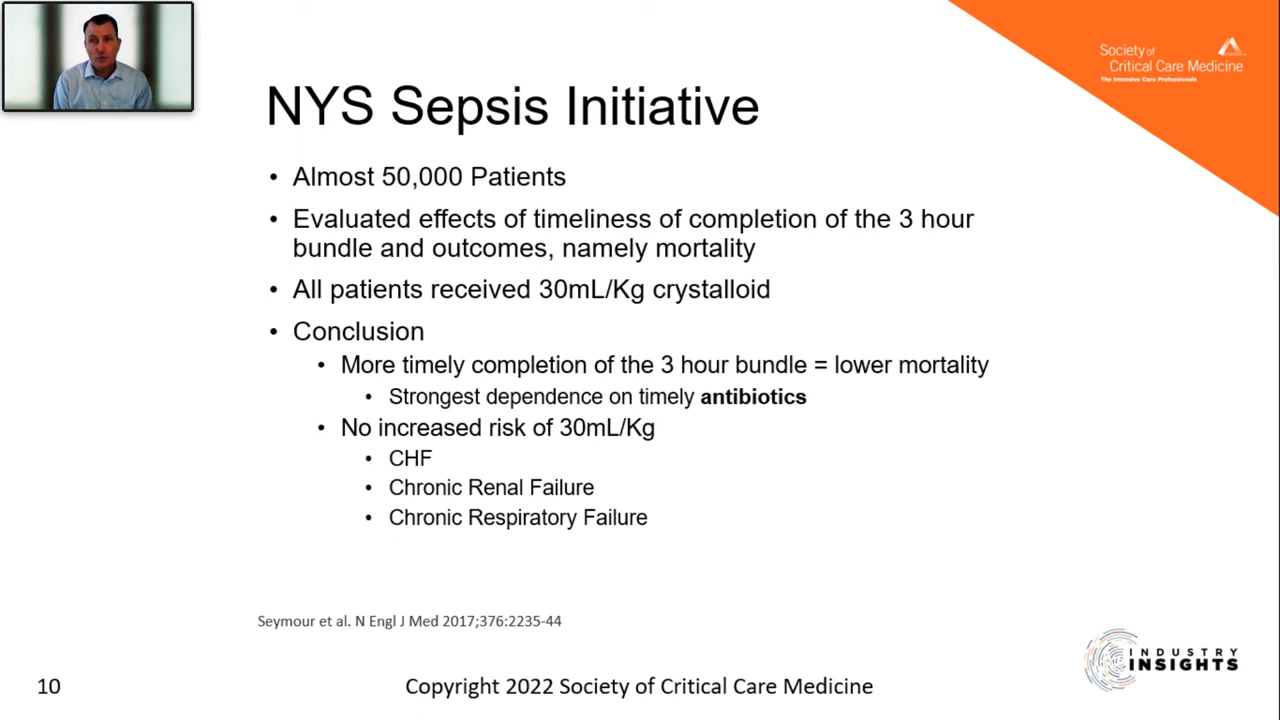 Society of
Critical Care Medicine
The Intensive Care Professionals
NYS Sepsis Initiative
• Almost 50,000 Patients
• Evaluated effects of timeliness of completion of the 3 hour
bundle and outcomes, namely mortality
• All patients received 30mL/Kg crystalloid
• Conclusion
• More timely completion of the 3 hour bundle = lower mortality
• Strongest dependence on timely antibiotics
• No increased risk of 30mL/Kg
• CHF
• Chronic Renal Failure
• Chronic Respiratory Failure
Seymour et al. N Engl J Med 2017;376:2235-44
INDUSTRY
INSIGHTS
10
Copyright 2022 Society of Critical Care Medicine